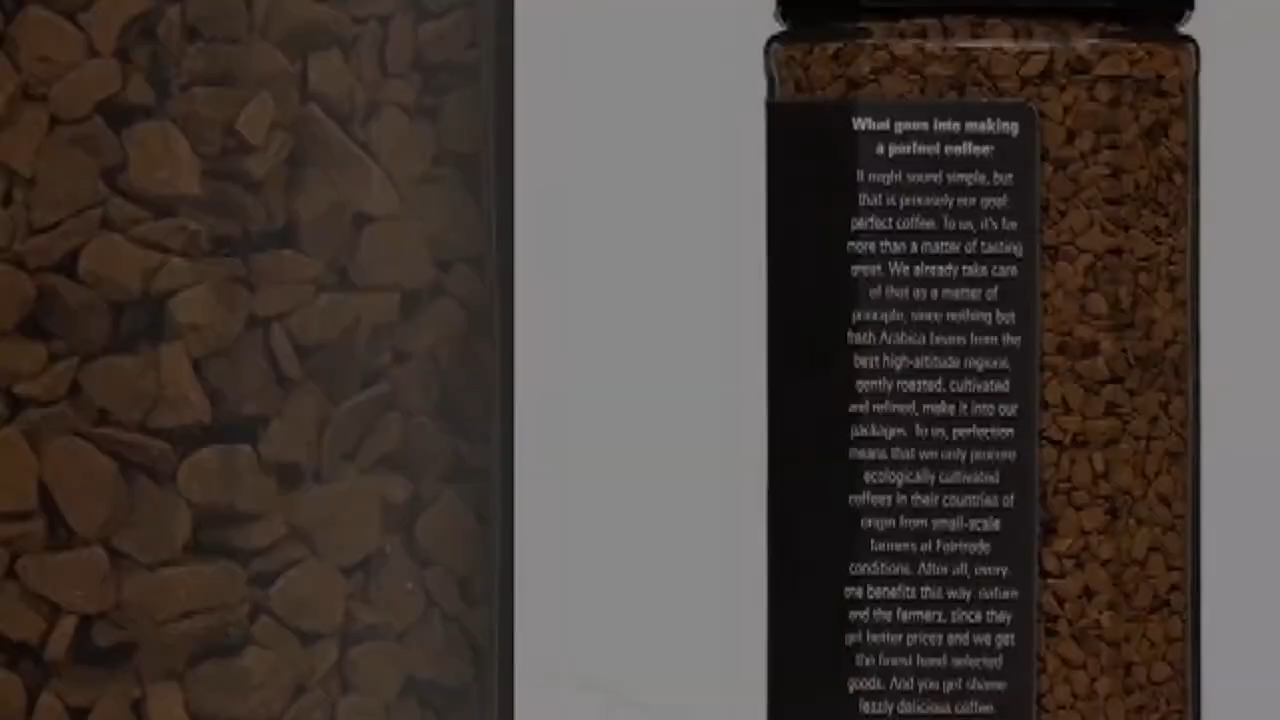 What goes into making
a perfect coffee:
It might sound simple, but
that is precisely our goal:
perfect coffee. To us, it's far
more than a matter of tasting
great. We already take care
of that as a matter of
principle, since nothing but
fresh Arabica beans from the
best high-altitude regions,
gently roasted, cultivated
and refined, make it into our
packages. To us, perfection
means that we only procure
ecologically cultivated
coffees in their countries of
origin from small-scale
farmers at Fairtrade
conditions. After all, every-
one benefits this way: nature
and the farmers, since they
get better prices and we get
the finest hand-selected
goods. And you get shame-
lessly delicious coffee.